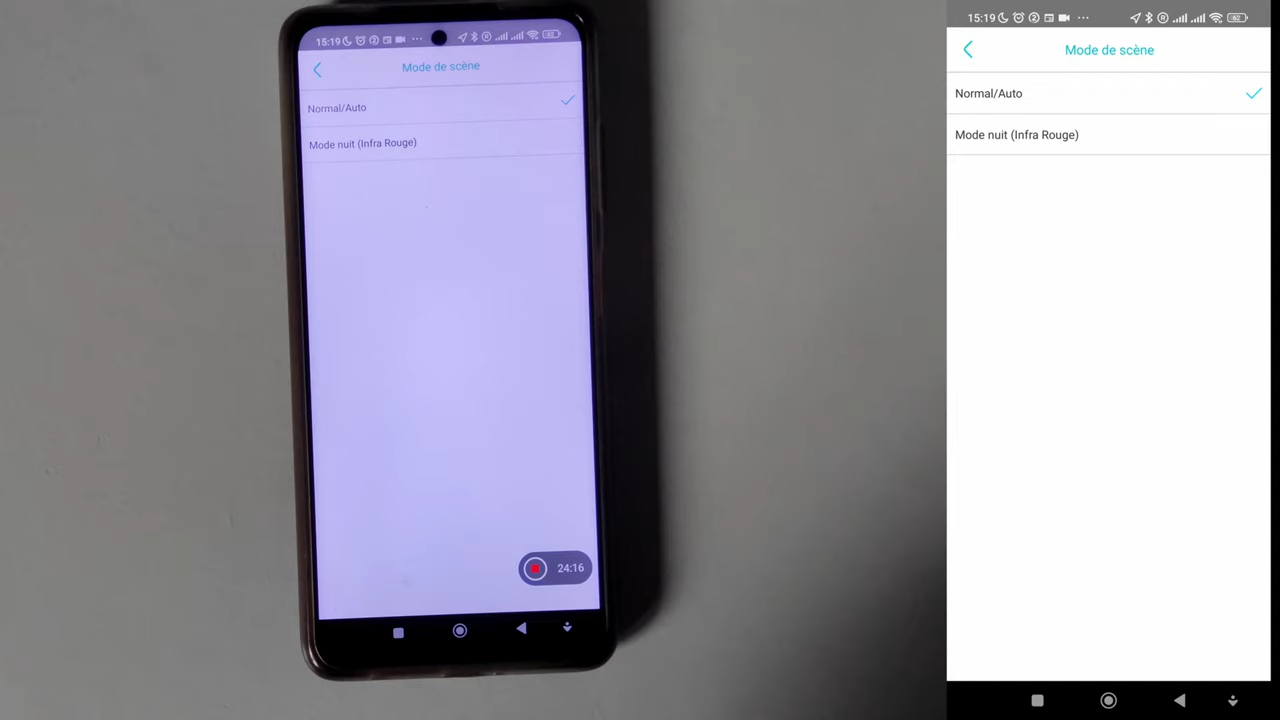 15:19
Mode de scène
Normal/Auto
Mode nuit (Infra Rouge)
24:16
15:19
62
Mode de scène
Normal/Auto
Mode nuit (Infra Rouge)